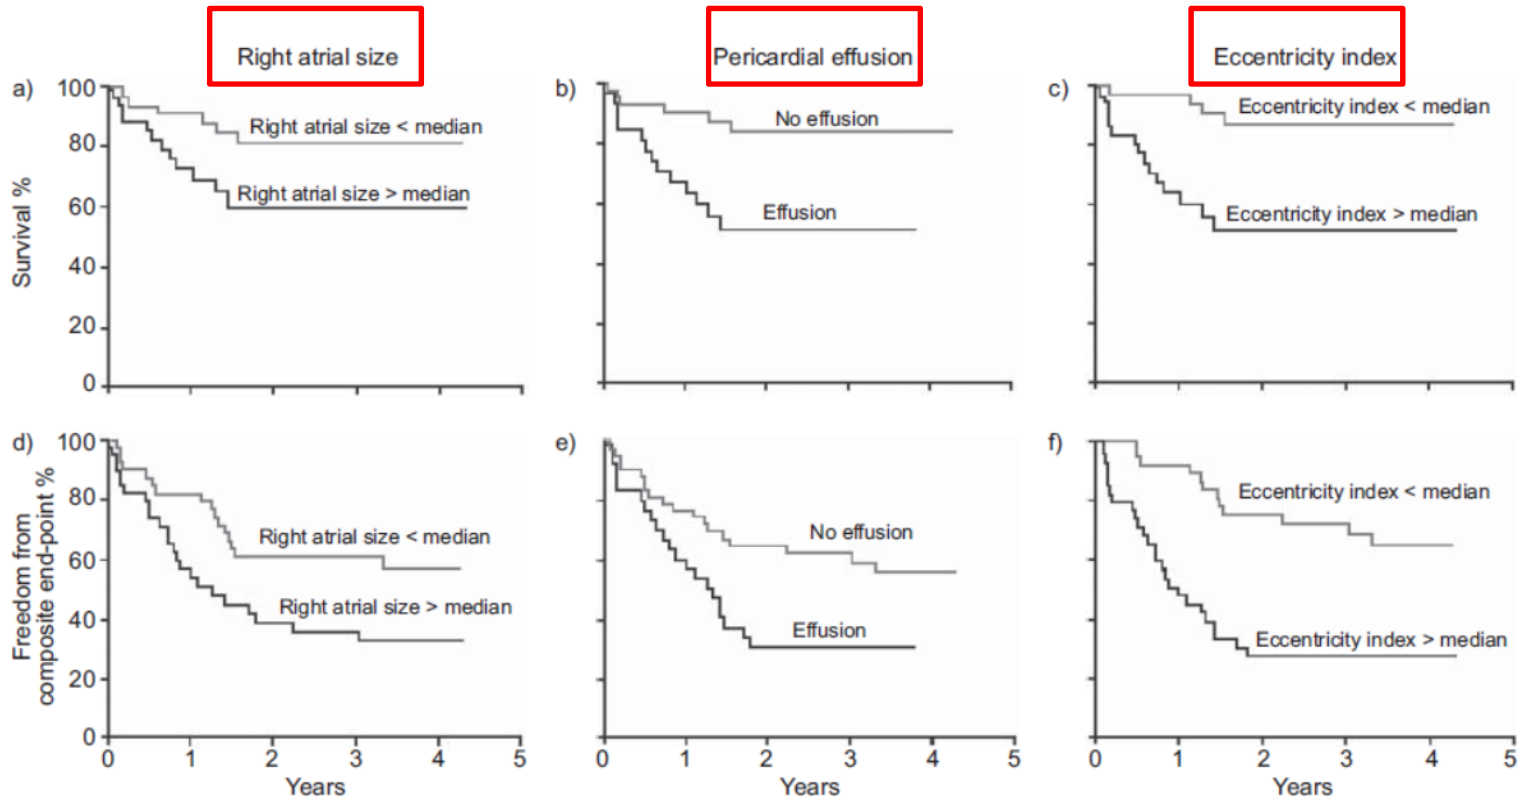 Right atrial size
Pericardial effusion
Eccentricity index
a)
Survival %
100
80
60
40
20
0
Right atrial size < median
Right atrial size > median
b)
No effusion
Effusion
c)
Eccentricity index < median
Eccentricity index > median
d)
Freedom from
composite end-point %
100
80
60
40
20
0
Right atrial size < median
Right atrial size > median
0 1 2 3 4 5
Years
e)
No effusion
Effusion
0 1 2 3 4 5
Years
f)
Eccentricity index < median
Eccentricity index > median
0 1 2 3 4 5
Years